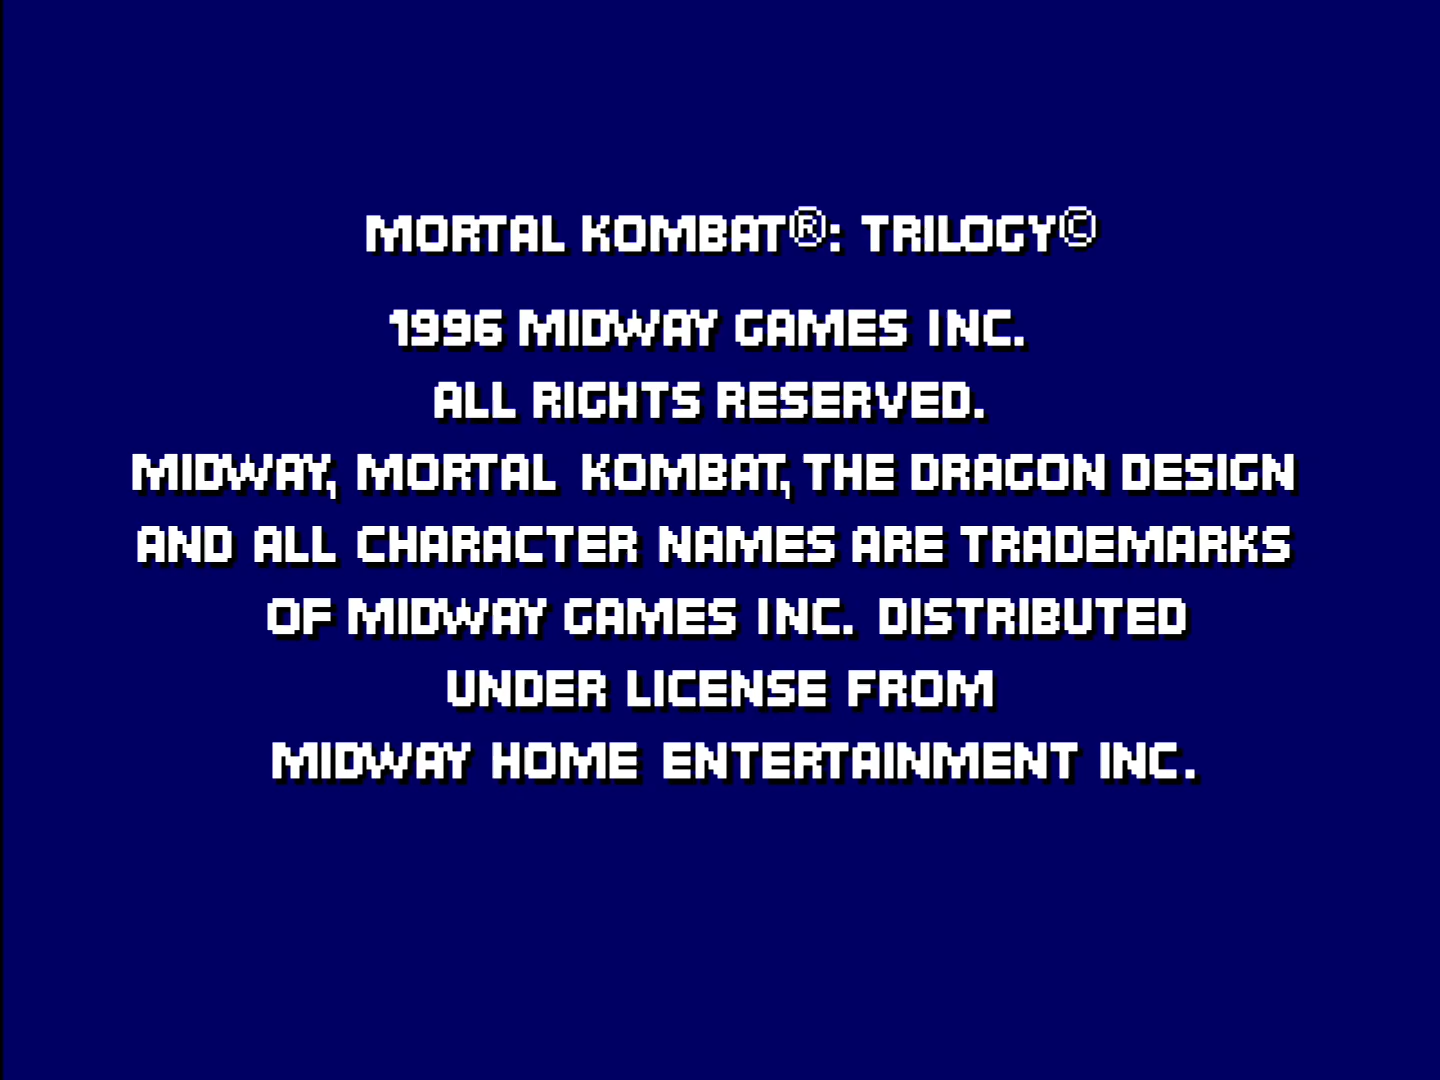 MORTAL KOMBAT®: TRILOGY©
1996 MIDWAY GAMES INC.
ALL RIGHTS RESERVED.
MIDWAY, MORTAL KOMBAT, THE DRAGON DESIGN
AND ALL CHARACTER NAMES ARE TRADEMARKS
OF MIDWAY GAMES INC. DISTRIBUTED
UNDER LICENSE FROM
MIDWAY HOME ENTERTAINMENT INC.